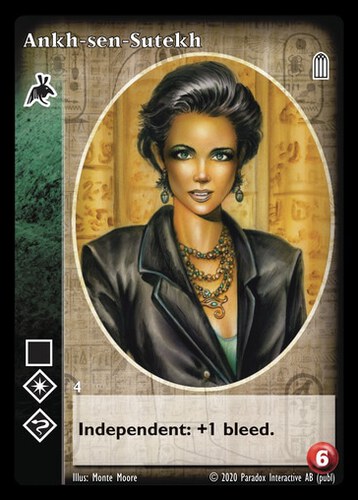 Ankh-sen-Sutekh
4
Independent: +1 bleed.
6
Illus: Monte Moore © 2020 Paradox Interactive AB (publ)